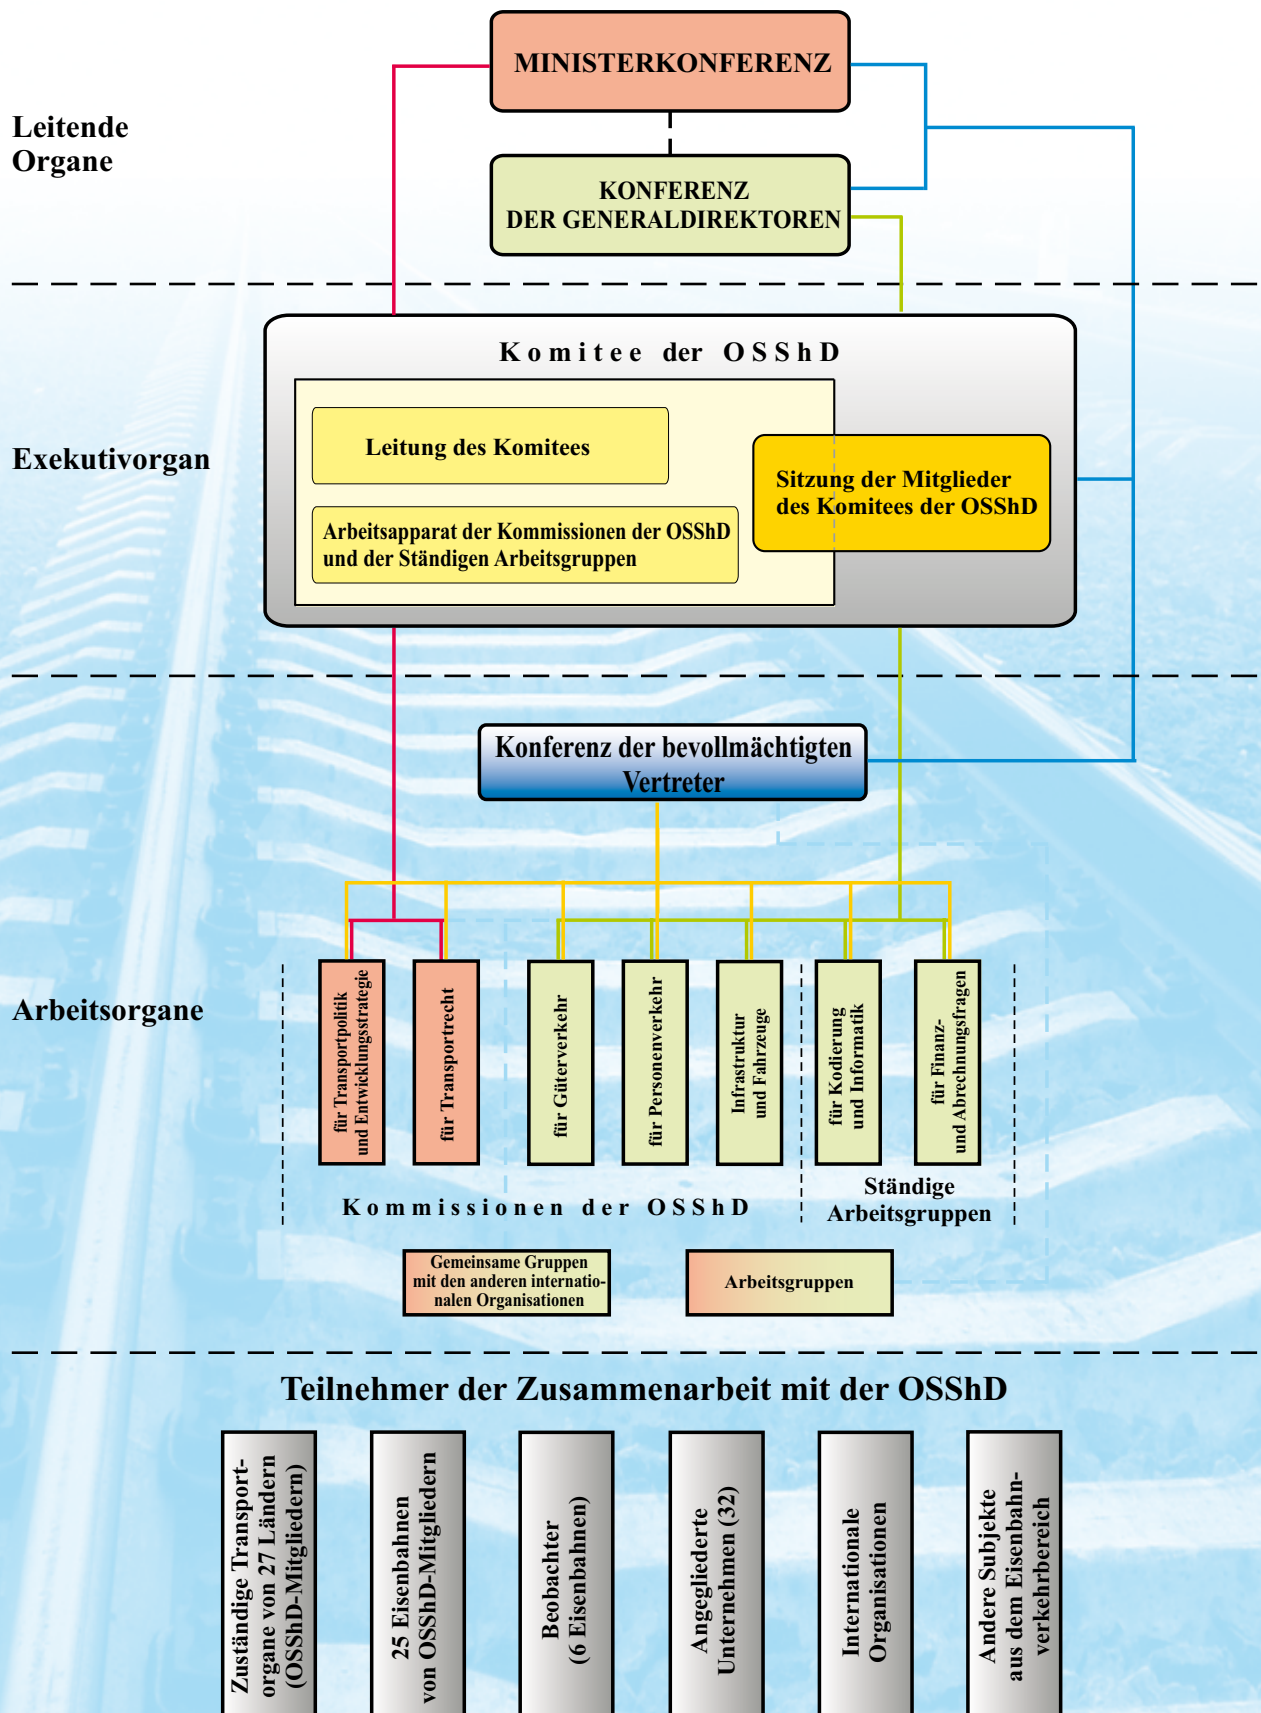 MINISTERKONFERENZ
Leitende
Organe
KONFERENZ
DER GENERALDIREKTOREN
Komitee der OSShD
Exekutivorgan
Leitung des Komitees
Sitzung der Mitglieder
des Komitees der OSShD
Arbeitsapparat der Kommissionen der OSShD
und der Ständigen Arbeitsgruppen
Konferenz der bevollmächtigten
Vertreter
Arbeitsorgane
für Transportpolitik
und Entwicklungsstrategie
für Transportrecht
für Güterverkehr
für Personenverkehr
Infrastruktur
und Fahrzeuge
für Kodierung
und Informatik
für Finanz-
und Abrechnungsfragen
Kommissionen der OSShD
Ständige
Arbeitsgruppen
Gemeinsame Gruppen
mit den anderen internatio-
nalen Organisationen
Arbeitsgruppen
Teilnehmer der Zusammenarbeit mit der OSShD
Zuständige Transport-
organe von 27 Ländern
(OSShD-Mitgliedern)
25 Eisenbahnen
von OSShD-Mitgliedern
Beobachter
(6 Eisenbahnen)
Angegliederte
Unternehmen (32)
Internationale
Organisationen
Andere Subjekte
aus dem Eisenbahn-
verkehrbereich